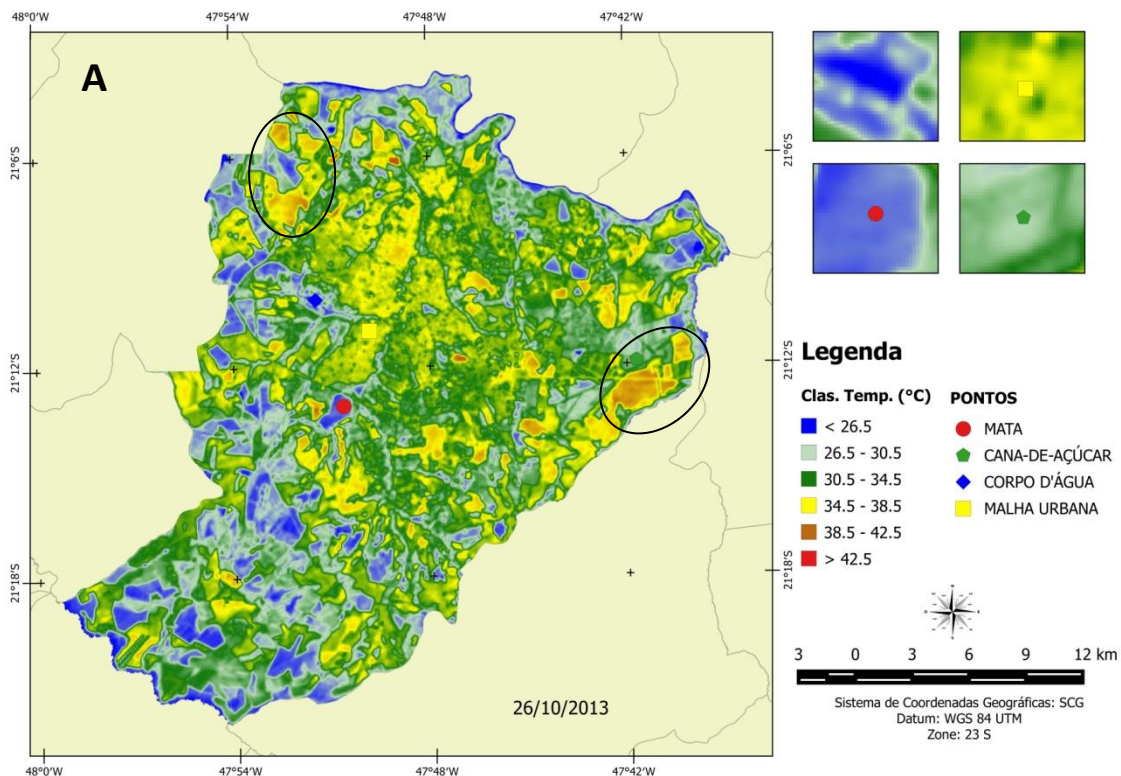 48°0'W 47°54'W 47°48'W 47°42'W
A
21°6'S 21°6'S
21°12'S 21°12'S
21°18'S 21°18'S
26/10/2013
48°0'W 47°54'W 47°48'W 47°42'W
Legenda
Clas. Temp. (°C) PONTOS
< 26.5 MATA
26.5 - 30.5 CANA-DE-AÇÚCAR
30.5 - 34.5 CORPO D'ÁGUA
34.5 - 38.5 MALHA URBANA
38.5 - 42.5
> 42.5
3 0 3 6 9 12 km
Sistema de Coordenadas Geográficas: SCG
Datum: WGS 84 UTM
Zone: 23 S